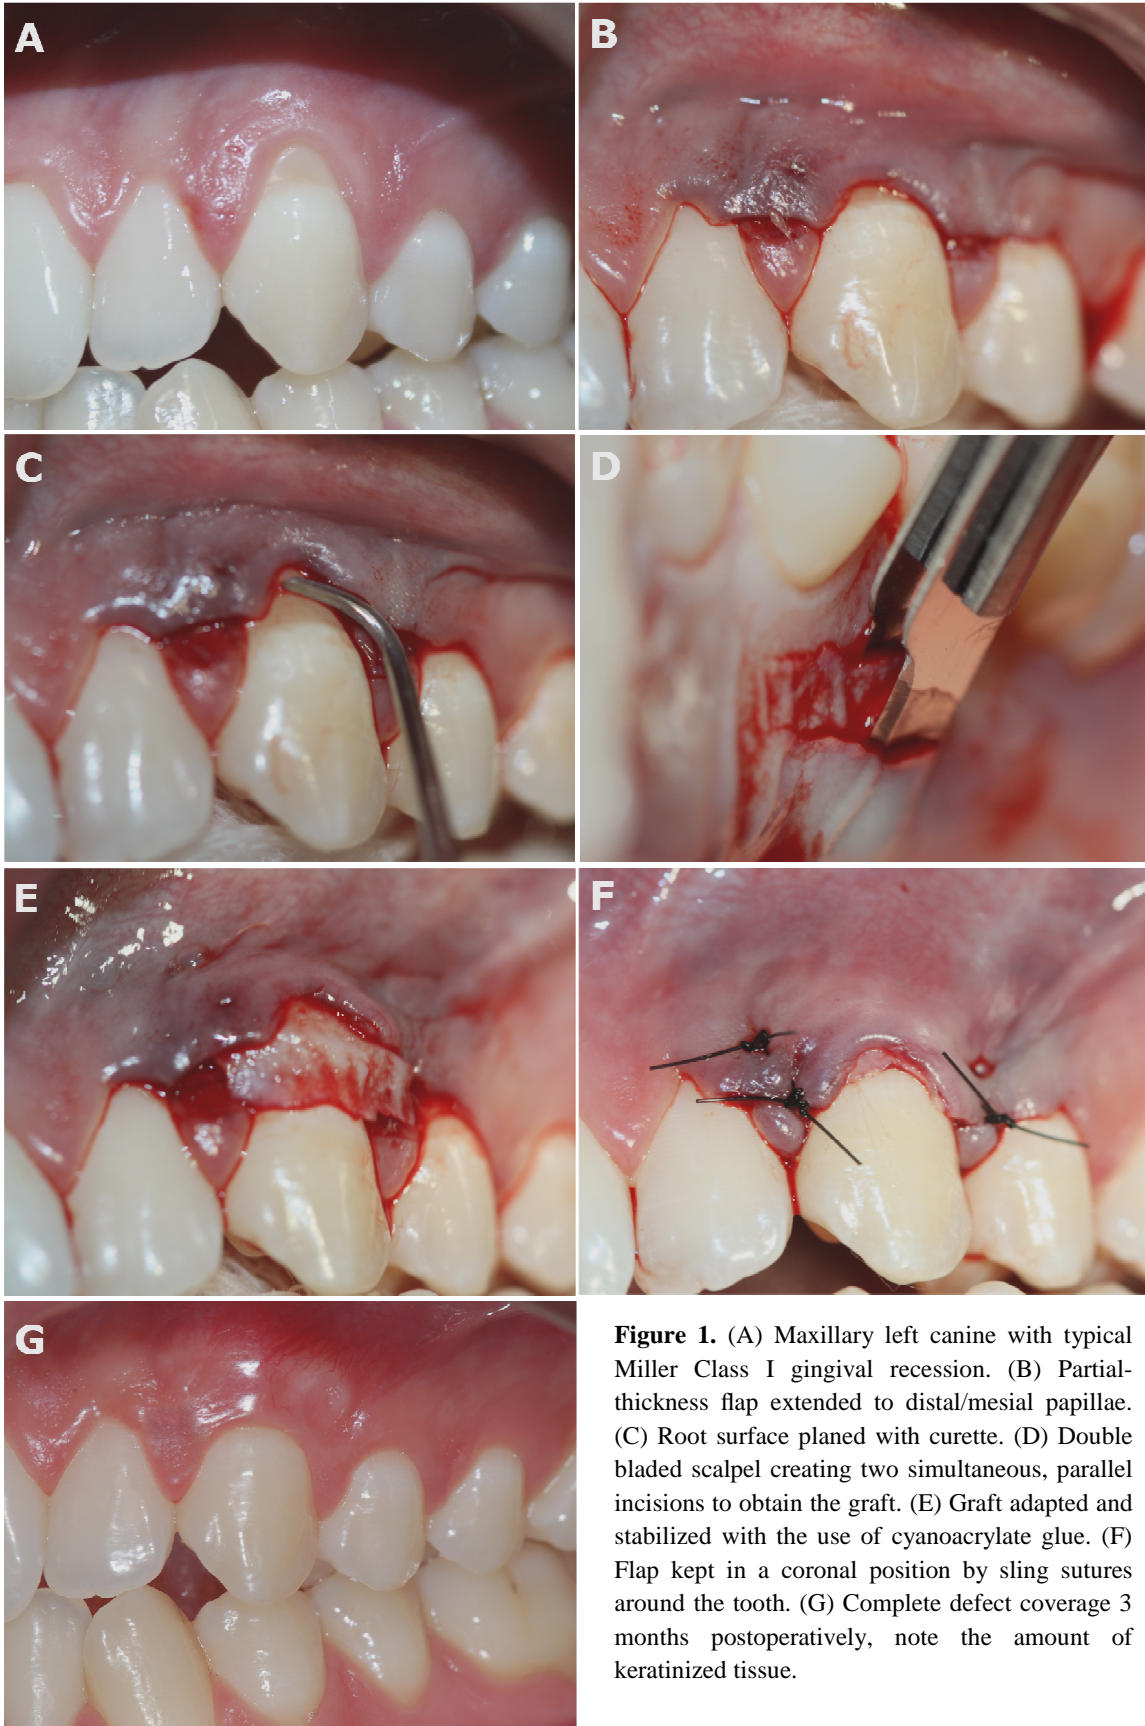 A
B
C
D
E
F
G
Figure 1. (A) Maxillary left canine with typical
Miller Class I gingival recession. (B) Partial-
thickness flap extended to distal/mesial papillae.
(C) Root surface planed with curette. (D) Double
bladed scalpel creating two simultaneous, parallel
incisions to obtain the graft. (E) Graft adapted and
stabilized with the use of cyanoacrylate glue. (F)
Flap kept in a coronal position by sling sutures
around the tooth. (G) Complete defect coverage 3
months postoperatively, note the amount of
keratinized tissue.